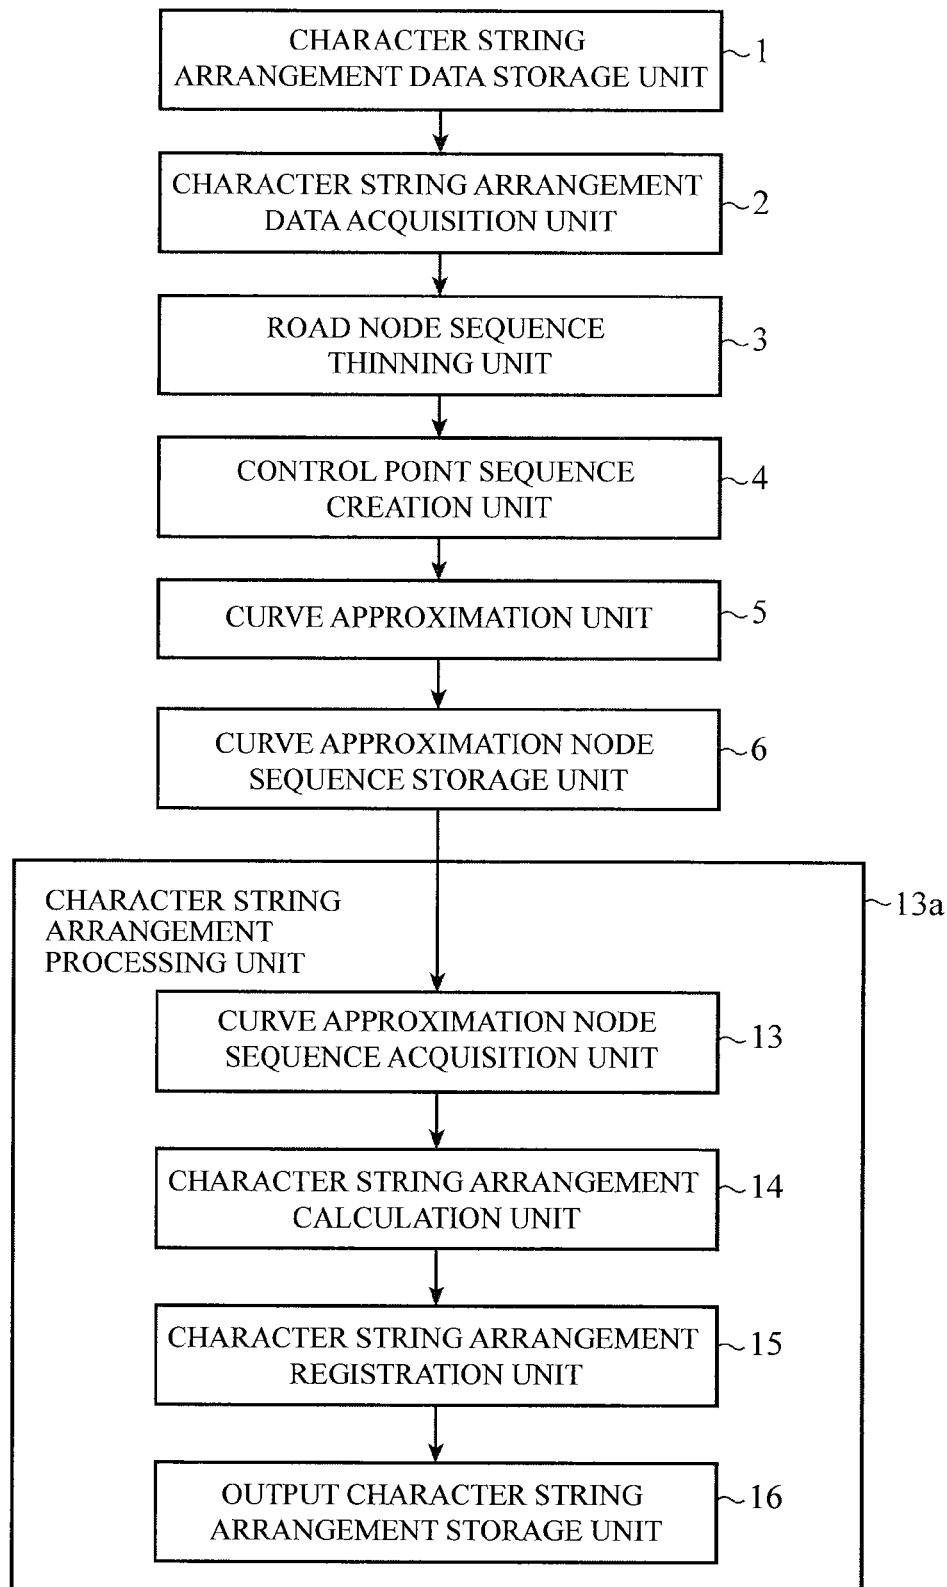 CHARACTER STRING
ARRANGEMENT DATA STORAGE UNIT
1
CHARACTER STRING ARRANGEMENT
DATA ACQUISITION UNIT
2
ROAD NODE SEQUENCE
THINNING UNIT
3
CONTROL POINT SEQUENCE
CREATION UNIT
4
CURVE APPROXIMATION UNIT
5
CURVE APPROXIMATION NODE
SEQUENCE STORAGE UNIT
6
CHARACTER STRING
ARRANGEMENT
PROCESSING UNIT
13a
CURVE APPROXIMATION NODE
SEQUENCE ACQUISITION UNIT
13
CHARACTER STRING ARRANGEMENT
CALCULATION UNIT
14
CHARACTER STRING ARRANGEMENT
REGISTRATION UNIT
15
OUTPUT CHARACTER STRING
ARRANGEMENT STORAGE UNIT
16